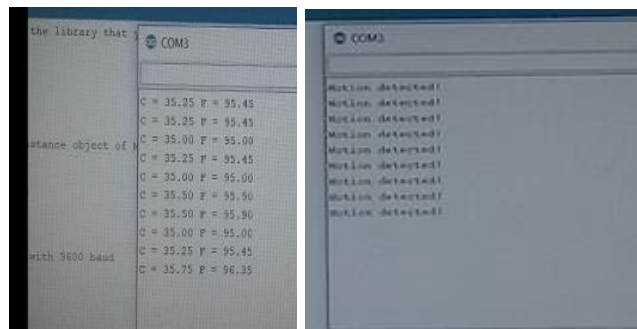 the library that
COM3
C = 35.25 F = 95.45
C = 35.25 F = 95.45
C = 35.00 F = 95.00
stance object of
C = 35.25 F = 95.45
C = 35.00 F = 95.00
C = 35.50 F = 95.90
C = 35.50 F = 95.90
C = 35.00 F = 95.00
C = 35.25 F = 95.45
with 9600 baud
C = 35.75 F = 96.35
COM3
Motion detected!
Motion detected!
Motion detected!
Motion detected!
Motion detected!
Motion detected!
Motion detected!
Motion detected!
Motion detected!